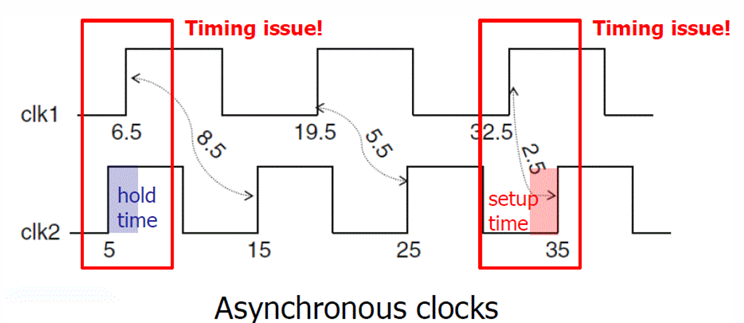 Timing issue!
Timing issue!
clk1
6.5
8.5
19.5
5.5
32.5
2.5
hold
time
setup
time
clk2
5
15
25
35
Asynchronous clocks